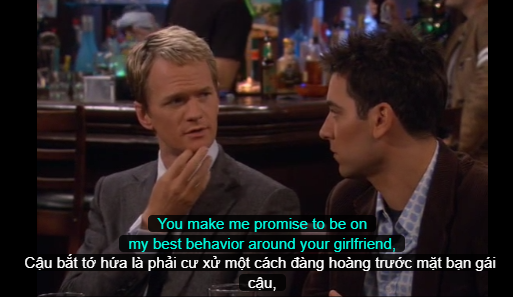 You make me promise to be on
my best behavior around your girlfriend,
Cậu bắt tớ hứa là phải cư xử một cách đàng hoàng trước mặt bạn gái
cậu,